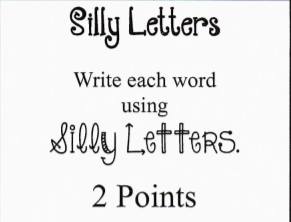 Silly Letters
Write each word
using
Silly Letters.
2 Points